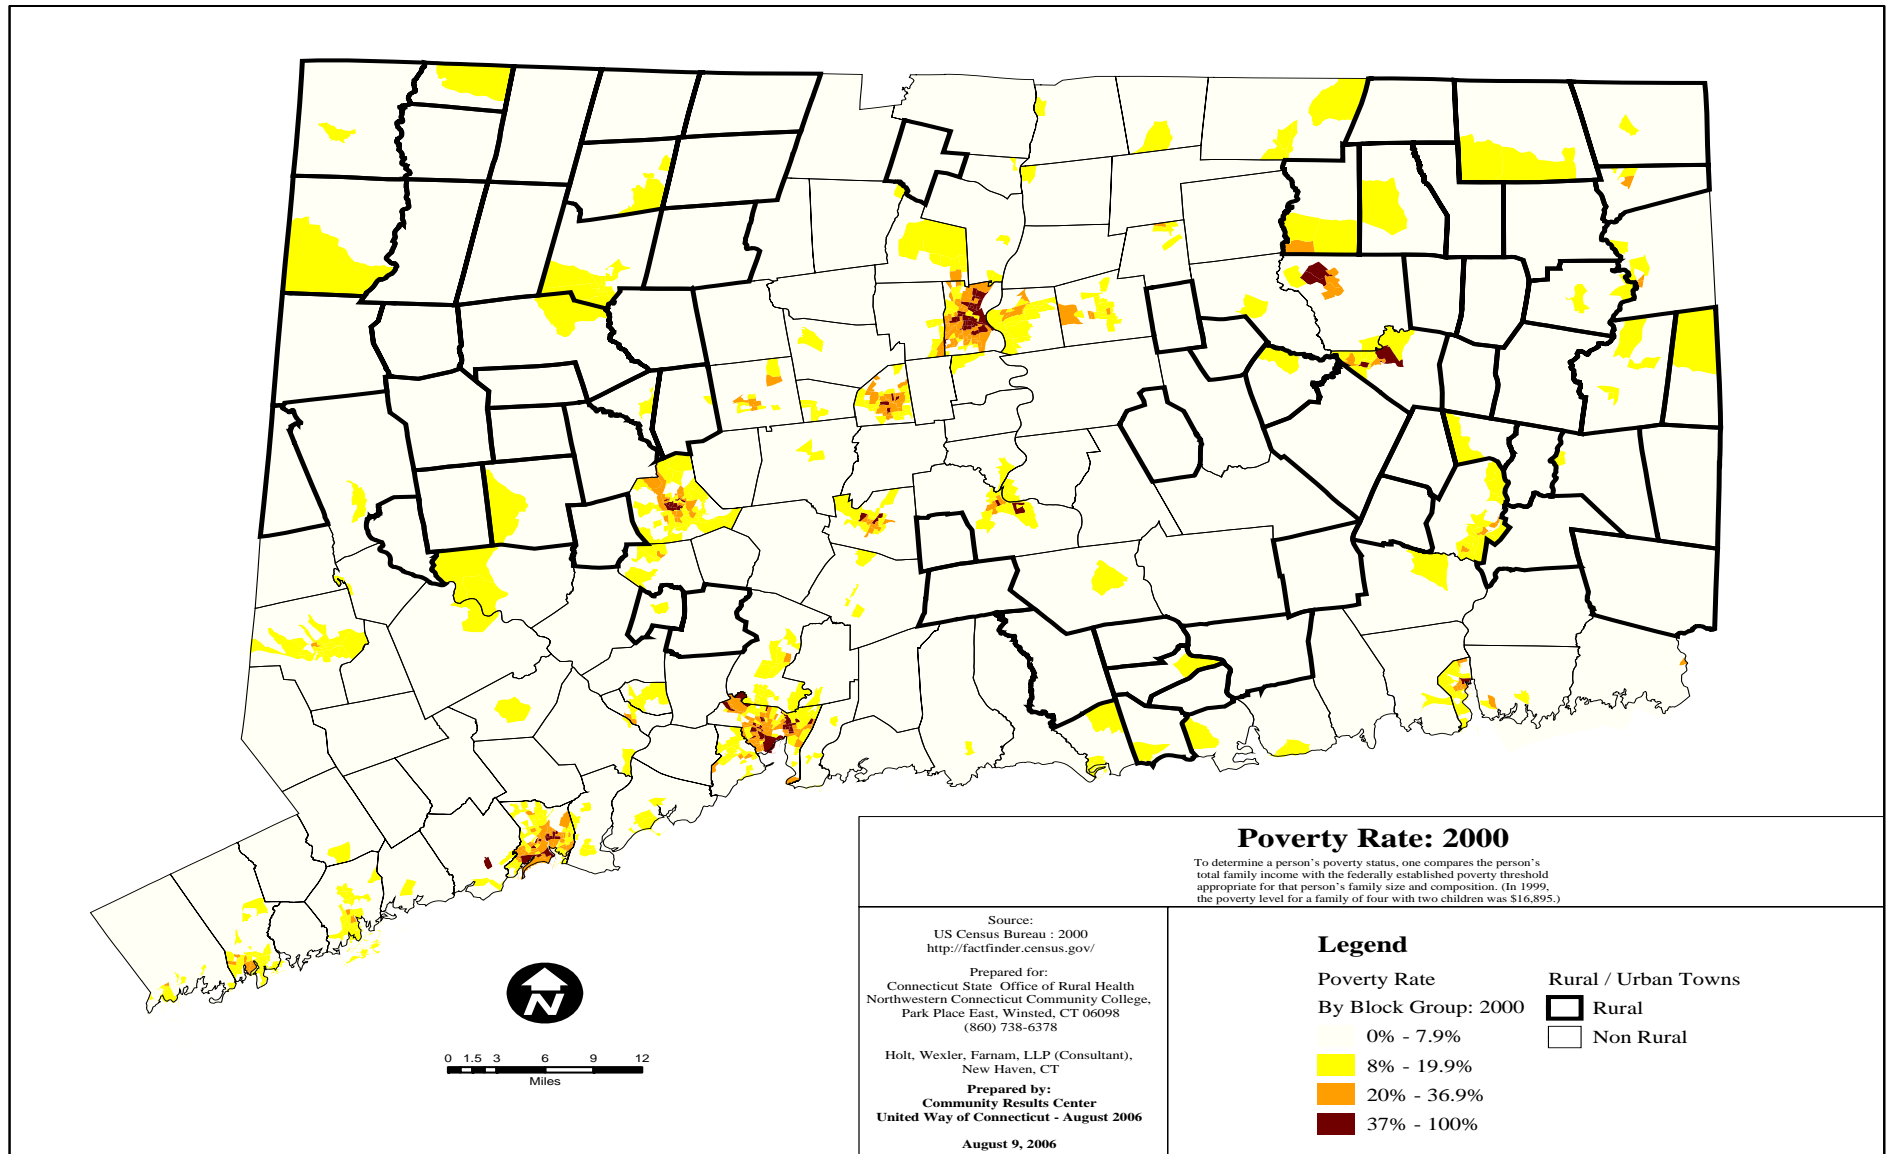 Poverty Rate: 2000
To determine a person's poverty status, one compares the person's
total family income with the federally established poverty threshold
appropriate for that person's family size and composition. (In 1999,
the poverty level for a family of four with two children was $16,895.)
Source:
US Census Bureau : 2000
http://factfinder.census.gov/
Prepared for:
Connecticut State Office of Rural Health
Northwestern Connecticut Community College,
Park Place East, Winsted, CT 06098
(860) 738-6378
Holt, Wexler, Farnam, LLP (Consultant),
New Haven, CT
Prepared by:
Community Results Center
United Way of Connecticut - August 2006
August 9, 2006
Legend
Poverty Rate
By Block Group: 2000
0% - 7.9%
8% - 19.9%
20% - 36.9%
37% - 100%
Rural / Urban Towns
Rural
Non Rural
N
0 1.5 3 6 9 12
Miles